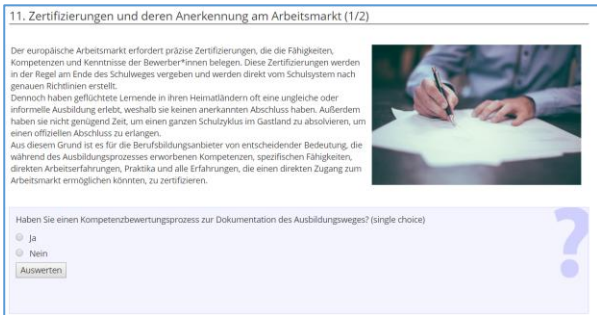 11. Zertifizierungen und deren Anerkennung am Arbeitsmarkt (1/2)
Der europäische Arbeitsmarkt erfordert präzise Zertifizierungen, die die Fähigkeiten,
Kompetenzen und Kenntnisse der Bewerber*innen belegen. Diese Zertifizierungen werden
in der Regel am Ende des Schulweges vergeben und werden direkt vom Schulsystem nach
genauen Richtlinien erstellt.
Dennoch haben geflüchtete Lernende in ihren Heimatländern oft eine ungleiche oder
informelle Ausbildung erlebt, weshalb sie keinen anerkannten Abschluss haben. Außerdem
haben sie nicht genügend Zeit, um einen ganzen Schulzyklus im Gastland zu absolvieren, um
einen offiziellen Abschluss zu erlangen.
Aus diesem Grund ist es für die Berufsbildungsanbieter von entscheidender Bedeutung, die
während des Ausbildungsprozesses erworbenen Kompetenzen, spezifischen Fähigkeiten,
direkten Arbeitserfahrungen, Praktika und alle Erfahrungen, die einen direkten Zugang zum
Arbeitsmarkt ermöglichen könnten, zu zertifizieren.
Haben Sie einen Kompetenzbewertungsprozess zur Dokumentation des Ausbildungsweges? (single choice)
Ja
Nein
Auswerten
?